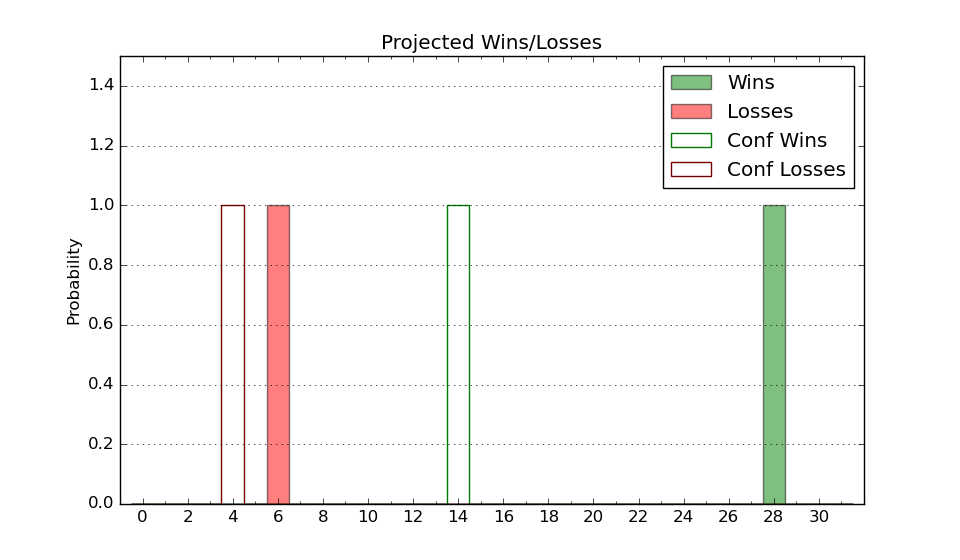 Projected Wins/Losses
1.4
1.2
1.0
0.8
0.6
0.4
0.2
0.0
Probability
Wins
Losses
Conf Wins
Conf Losses
0 2 4 6 8 10 12 14 16 18 20 22 24 26 28 30